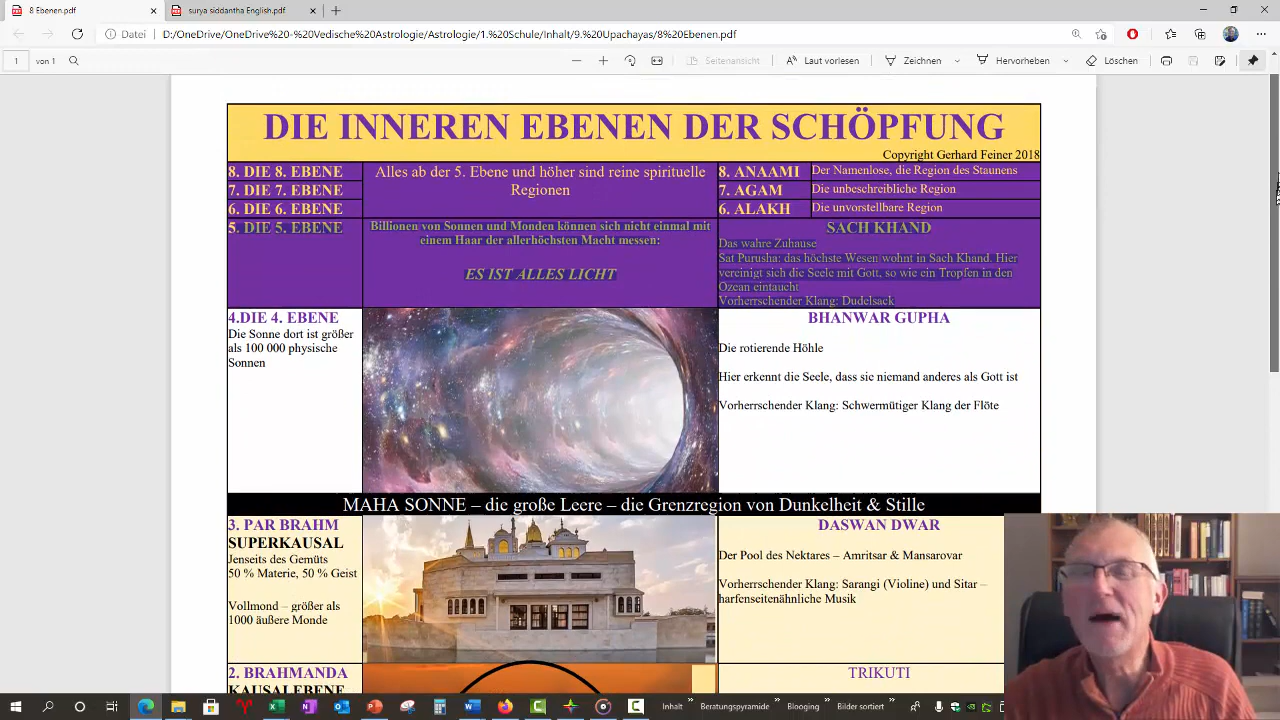 8 Ebenen.pdf
surya siddhanta.pdf
Datei
D:/OneDrive/OneDrive-02-Vedische%20Astrologie/Astrologie/1.%20Schule/Inhalt/9.%20Upachayas/8%20Ebenen.pdf
1 von 1
Seitenansicht
Laut vorlesen
Zeichnen
Hervorheben
Löschen
DIE INNEREN EBENEN DER SCHÖPFUNG
Copyright Gerhard Feiner 2018
8. DIE 8. EBENE
7. DIE 7. EBENE
6. DIE 6. EBENE
Alles ab der 5. Ebene und höher sind reine spirituelle
Regionen
8. ANAAMI Der Namenlose, die Region des Staunens
7. AGAM Die unbeschreibliche Region
6. ALAKH Die unvorstellbare Region
5. DIE 5. EBENE
Billionen von Sonnen und Monden können sich nicht einmal mit
einem Haar der allerhöchsten Macht messen:
ES IST ALLES LICHT
SACH KHAND
Das wahre Zuhause
Sat Purusha: das höchste Wesen wohnt in Sach Khand. Hier
vereinigt sich die Seele mit Gott, so wie ein Tropfen in den
Ozean eintaucht
Vorherrschender Klang: Dudelsack
4.DIE 4. EBENE
Die Sonne dort ist größer
als 100 000 physische
Sonnen
BHANWAR GUPHA
Die rotierende Höhle
Hier erkennt die Seele, dass sie niemand anderes als Gott ist
Vorherrschender Klang: Schwermütiger Klang der Flöte
MAHA SONNE – die große Leere – die Grenzregion von Dunkelheit & Stille
3. PAR BRAHM
SUPERKAUSAL
Jenseits des Gemüts
50 % Materie, 50 % Geist
Vollmond – größer als
1000 äußere Monde
DASWAN DWAR
Der Pool des Nektares – Amritsar & Mansarovar
Vorherrschender Klang: Sarangi (Violine) und Sitar –
harfenseitenähnliche Musik
2. BRAHMANDA
KAUSALEBENE
TRIKUTI
Inhalt
Beratungspyramide
Blooging
Bilder sortiert